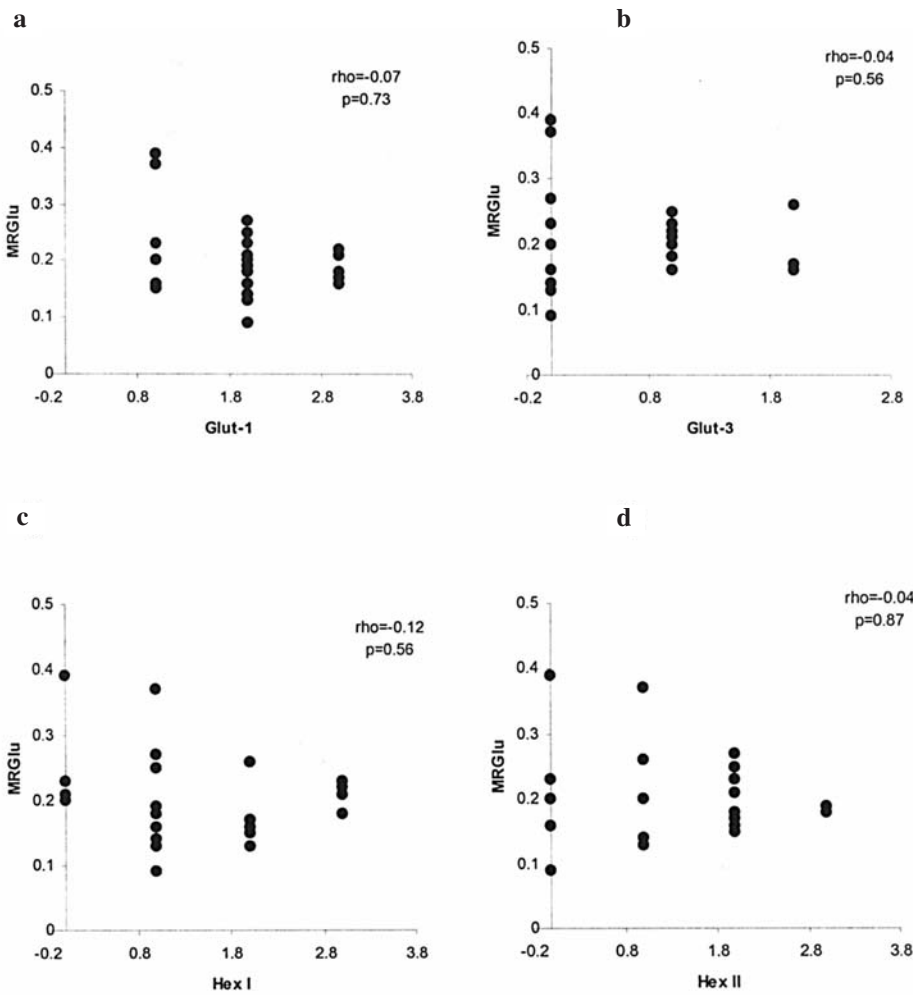 a
rho=-0.07
p=0.73
0.5
0.4
0.3
0.2
0.1
0
MRGlu
-0.2 0.8 1.8 2.8 3.8
Glut-1
b
rho=-0.04
p=0.56
0.5
0.4
0.3
0.2
0.1
0
MRGlu
-0.2 0.8 1.8 2.8
Glut-3
c
rho=-0.12
p=0.56
0.5
0.4
0.3
0.2
0.1
0
MRGlu
-0.2 0.8 1.8 2.8 3.8
Hex I
d
rho=-0.04
p=0.87
0.5
0.4
0.3
0.2
0.1
0
MRGlu
-0.2 0.8 1.8 2.8 3.8
Hex II